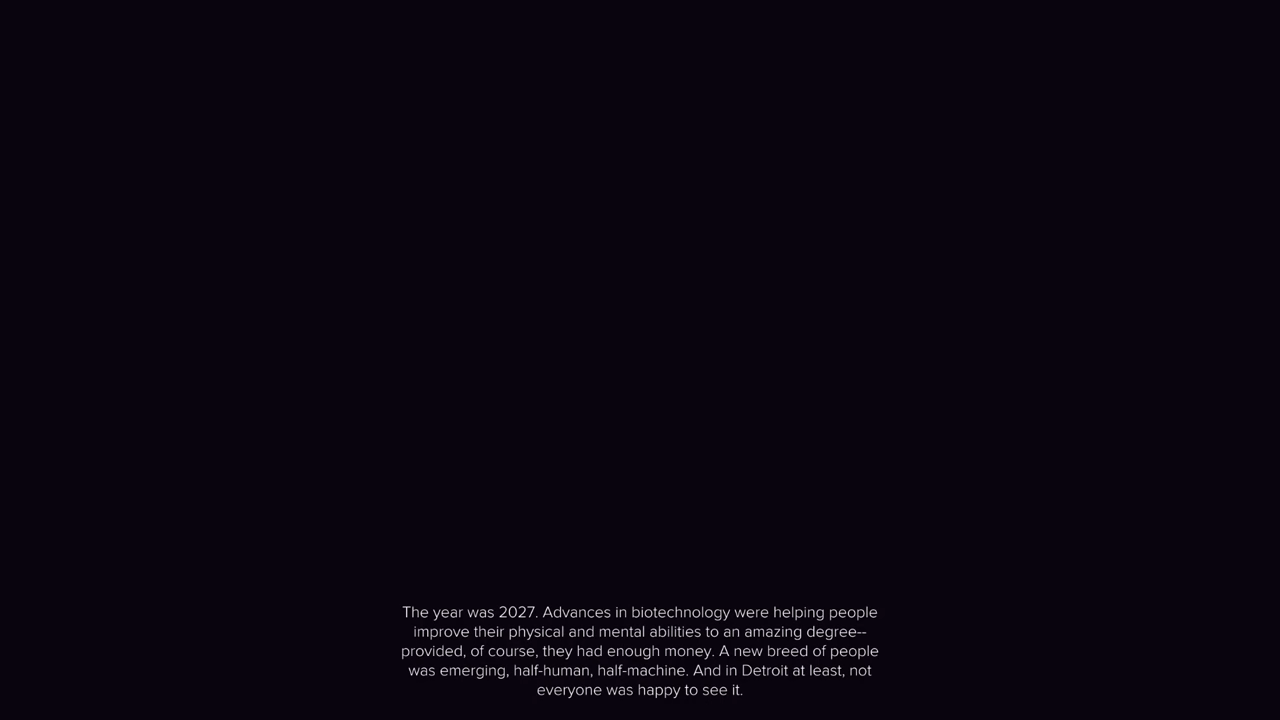 The year was 2027. Advances in biotechnology were helping people
improve their physical and mental abilities to an amazing degree--
provided, of course, they had enough money. A new breed of people
was emerging, half-human, half-machine. And in Detroit at least, not
everyone was happy to see it.